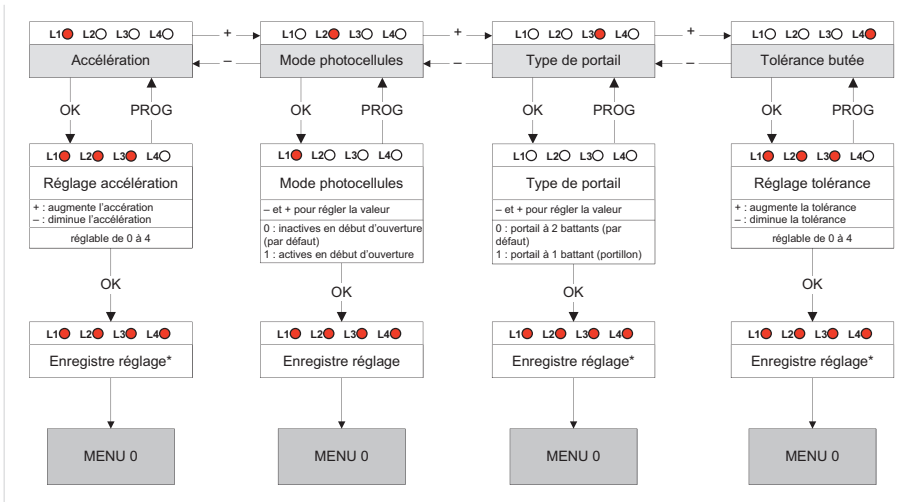 L1 L2 L3 L4 + L1 L2 L3 L4 + L1 L2 L3 L4 + L1 L2 L3 L4
Accélération – Mode photocellules – Type de portail – Tolérance butée
OK PROG OK PROG OK PROG OK PROG
L1 L2 L3 L4
Réglage accélération
+ : augmente l'accération
– : diminue l'accélération
réglable de 0 à 4
L1 L2 L3 L4
Mode photocellules
– et + pour régler la valeur
0 : inactives en début d'ouverture
(par défaut)
1 : actives en début d'ouverture
L1 L2 L3 L4
Type de portail
– et + pour régler la valeur
0 : portail à 2 battants (par
défaut)
1 : portail à 1 battant (portillon)
L1 L2 L3 L4
Réglage tolérance
+ : augmente la tolérance
– : diminue la tolérance
réglable de 0 à 4
OK OK OK OK
L1 L2 L3 L4 L1 L2 L3 L4 L1 L2 L3 L4 L1 L2 L3 L4
Enregistre réglage* Enregistre réglage Enregistre réglage* Enregistre réglage*
MENU 0 MENU 0 MENU 0 MENU 0